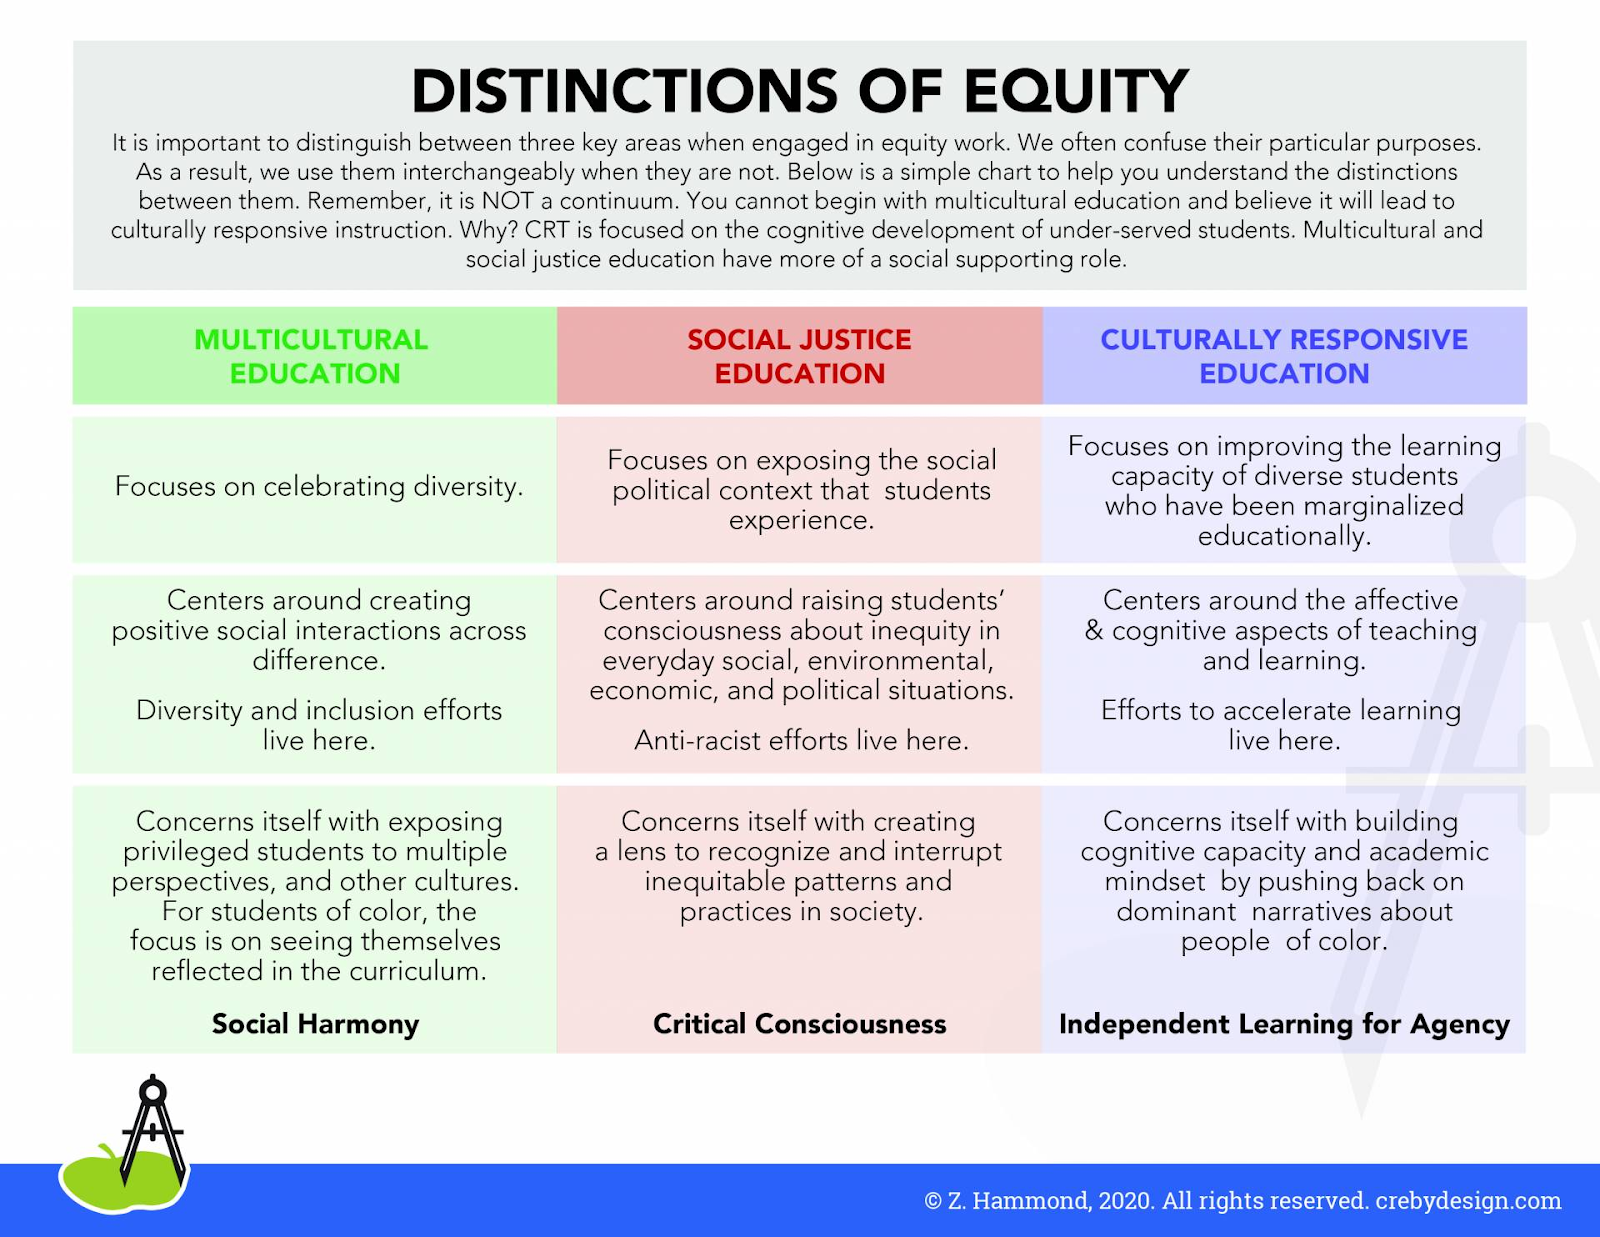 DISTINCTIONS OF EQUITY
It is important to distinguish between three key areas when engaged in equity work. We often confuse their particular purposes.
As a result, we use them interchangeably when they are not. Below is a simple chart to help you understand the distinctions
between them. Remember, it is NOT a continuum. You cannot begin with multicultural education and believe it will lead to
culturally responsive instruction. Why? CRT is focused on the cognitive development of under-served students. Multicultural and
social justice education have more of a social supporting role.
MULTICULTURAL
EDUCATION
SOCIAL JUSTICE
EDUCATION
CULTURALLY RESPONSIVE
EDUCATION
Focuses on celebrating diversity.
Focuses on exposing the social
political context that students
experience.
Focuses on improving the learning
capacity of diverse students
who have been marginalized
educationally.
Centers around creating
positive social interactions across
difference.
Diversity and inclusion efforts
live here.
Centers around raising students’
consciousness about inequity in
everyday social, environmental,
economic, and political situations.
Anti-racist efforts live here.
Centers around the affective
& cognitive aspects of teaching
and learning.
Efforts to accelerate learning
live here.
Concerns itself with exposing
privileged students to multiple
perspectives, and other cultures.
For students of color, the
focus is on seeing themselves
reflected in the curriculum.
Social Harmony
Concerns itself with creating
a lens to recognize and interrupt
inequitable patterns and
practices in society.
Critical Consciousness
Concerns itself with building
cognitive capacity and academic
mindset by pushing back on
dominant narratives about
people of color.
Independent Learning for Agency
© Z. Hammond, 2020. All rights reserved. crebydesign.com